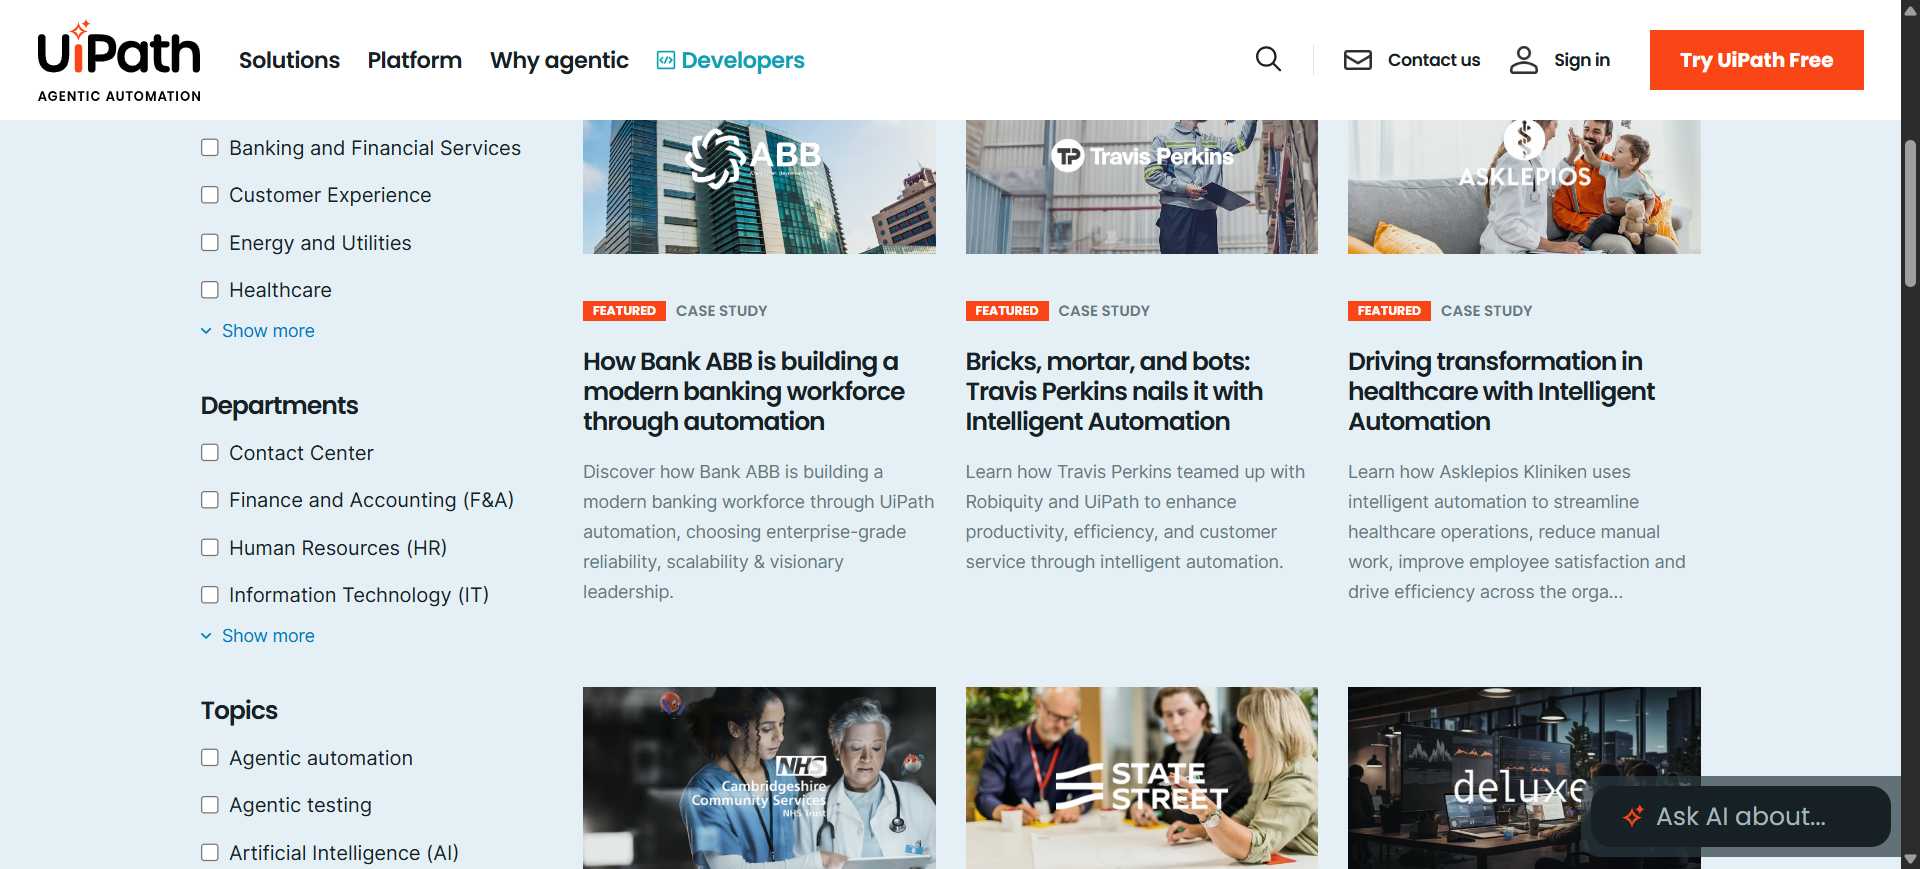 UiPath
AGENTIC AUTOMATION
Solutions
Platform
Why agentic
Developers
Contact us
Sign in
Try UiPath Free
Banking and Financial Services
Customer Experience
Energy and Utilities
Healthcare
Show more
Departments
Contact Center
Finance and Accounting (F&A)
Human Resources (HR)
Information Technology (IT)
Show more
Topics
Agentic automation
Agentic testing
Artificial Intelligence (AI)
ABB
FEATURED CASE STUDY
How Bank ABB is building a
modern banking workforce
through automation
Discover how Bank ABB is building a
modern banking workforce through UiPath
automation, choosing enterprise-grade
reliability, scalability & visionary
leadership.
TP Travis Perkins
FEATURED CASE STUDY
Bricks, mortar, and bots:
Travis Perkins nails it with
Intelligent Automation
Learn how Travis Perkins teamed up with
Robiquity and UiPath to enhance
productivity, efficiency, and customer
service through intelligent automation.
ASKLEPIOS
FEATURED CASE STUDY
Driving transformation in
healthcare with Intelligent
Automation
Learn how Asklepios Kliniken uses
intelligent automation to streamline
healthcare operations, reduce manual
work, improve employee satisfaction and
drive efficiency across the orga...
NHS
Cambridgeshire
Community Services
NHS Trust
STATE
STREET
deluxe
Ask AI about...